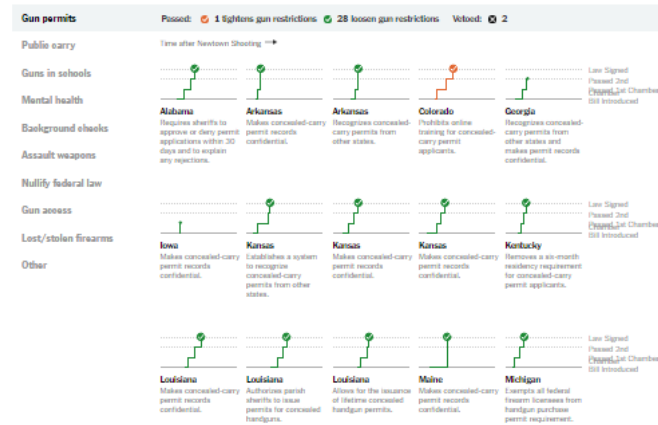 Gun permits
Passed: 1 tightens gun restrictions 28 loosen gun restrictions Vetoed: 2
Public carry
Guns in schools
Mental health
Background checks
Assault weapons
Nullify federal law
Gun access
Lost/stolen firearms
Other
Time after Newtown Shooting →
Law Signed
Passed 2nd
Chamber
Passed 1st Chamber
Bill Introduced
Alabama
Requires sheriffs to
approve or deny permit
applications within 30
days and to explain
any rejections.
Arkansas
Makes concealed-carry
permit records
confidential.
Arkansas
Recognizes concealed-
carry permits from
other states.
Colorado
Prohibits online
training for concealed-
carry permit
applicants.
Georgia
Recognizes concealed-
carry permits from
other states and
makes permit records
confidential.
Law Signed
Passed 2nd
Chamber
Passed 1st Chamber
Bill Introduced
Iowa
Makes concealed-carry
permit records
confidential.
Kansas
Establishes a system
to recognize
concealed-carry
permits from other
states.
Kansas
Makes concealed-carry
permit records
confidential.
Kansas
Makes concealed-carry
permit records
confidential.
Kentucky
Removes a six-month
residency requirement
for concealed-carry
permit applicants.
Law Signed
Passed 2nd
Chamber
Passed 1st Chamber
Bill Introduced
Louisiana
Makes concealed-carry
permit records
confidential.
Louisiana
Authorizes parish
sheriffs to issue
permits for concealed
handguns.
Louisiana
Allows for the issuance
of lifetime concealed
handgun permits.
Maine
Makes concealed-carry
permit records
confidential.
Michigan
Exempts all federal
firearm licensees from
handgun purchase
permit requirement.